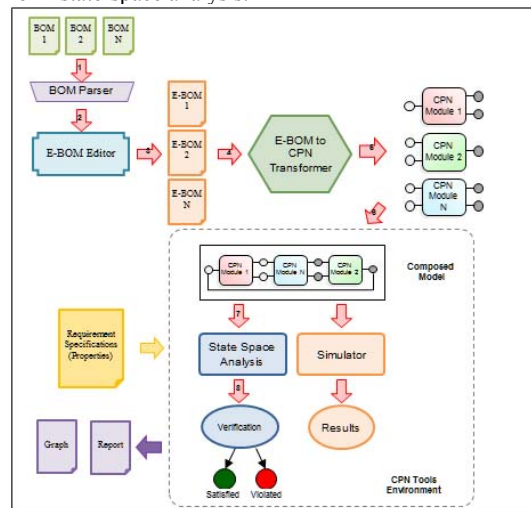 BOM BOM BOM
1 2 N
1
BOM Parser
2
E-BOM Editor
3
E-BOM
1
E-BOM
2
E-BOM
N
4
E-BOM to
CPN
Transformer
5
CPN
Module 1
CPN
Module 2
CPN
Module
N
6
CPN
Module 1
CPN
Module N
CPN
Module 2
Composed
Model
7
Requirement
Specifications
(Properties)
State Space
Analysis
Simulator
8
Verification
Results
Graph
Report
Satisfied
Violated
CPN Tools
Environment